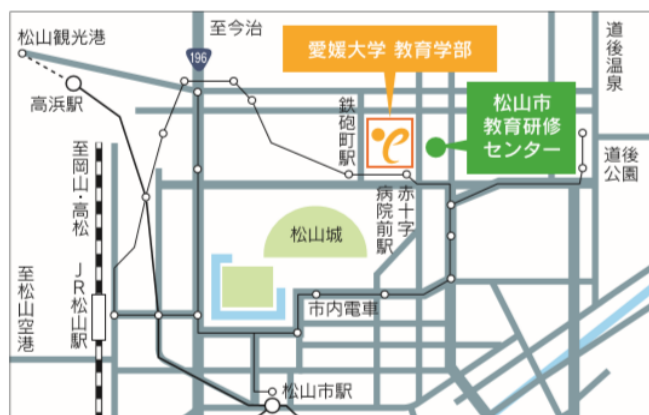 松山観光港
至今治
196
愛媛大学 教育学部
道後温泉
高浜駅
鉄砲町駅
松山市
教育研修
センター
道後
公園
至岡山・高松
赤十字
病院前駅
松山城
至松山空港
JR松山駅
市内電車
松山市駅